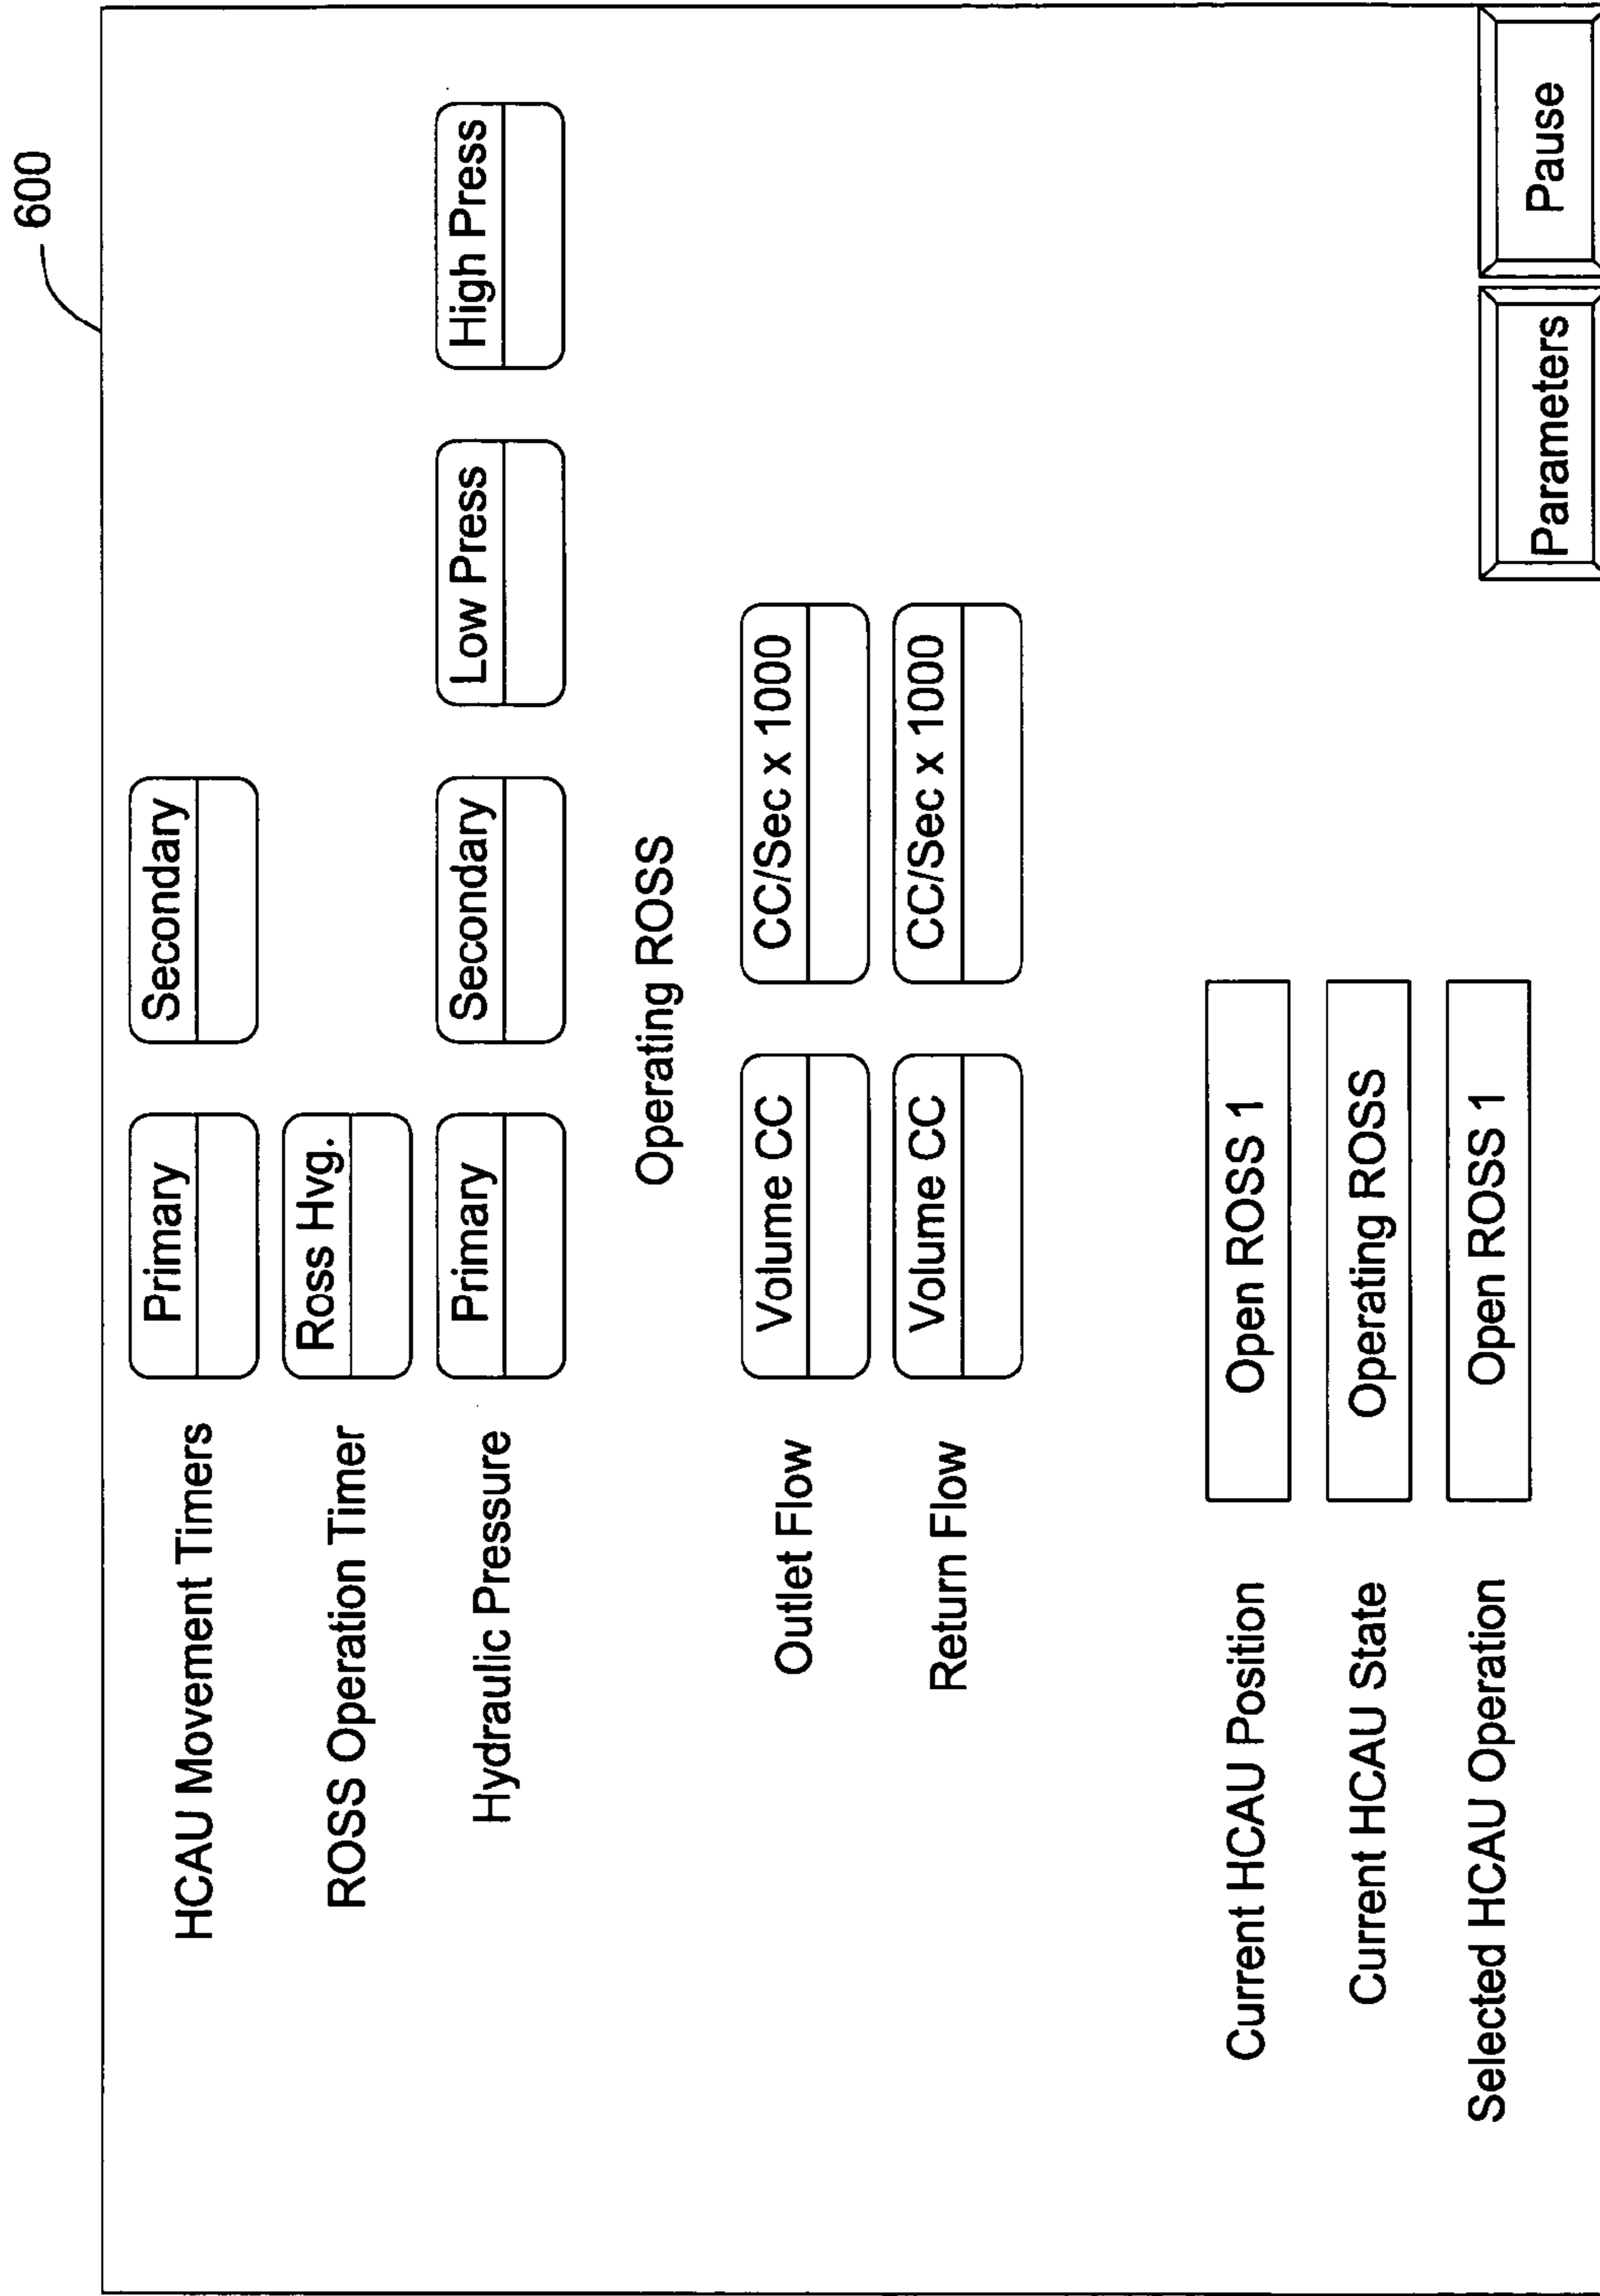 600
HCAU Movement Timers Primary Secondary
ROSS Operation Timer Ross Hvg.
Hydraulic Pressure Primary Secondary Low Press High Press
Operating ROSS
Outlet Flow Volume CC CC/Sec x 1000
Return Flow Volume CC CC/Sec x 1000
Current HCAU Position Open ROSS 1
Current HCAU State Operating ROSS
Selected HCAU Operation Open ROSS 1
Parameters Pause